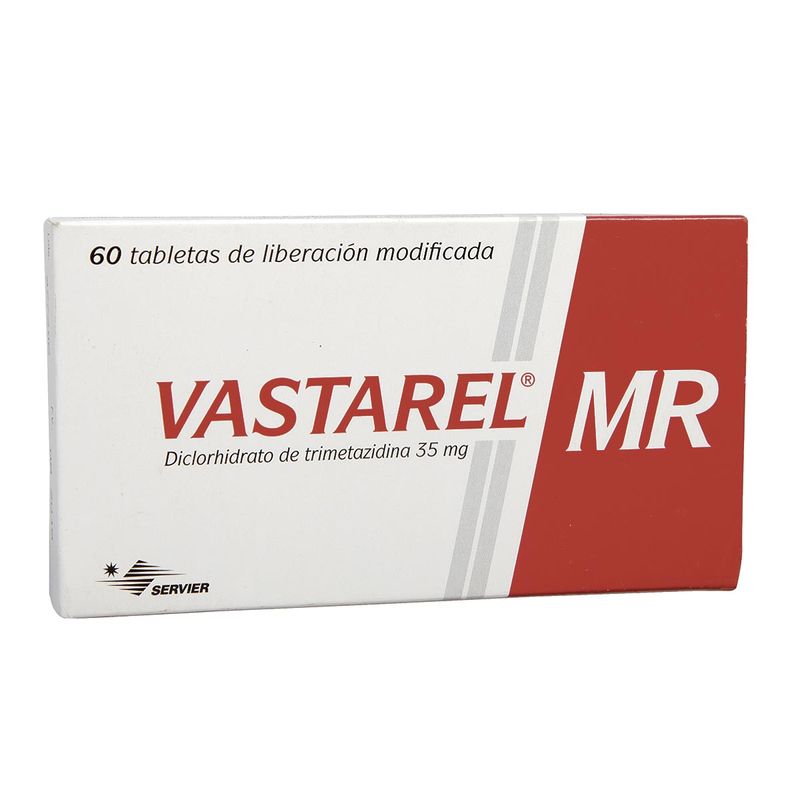 60 tabletas de liberación modificada
VASTAREL® MR
Diclorhidrato de trimetazidina 35 mg
SERVIER